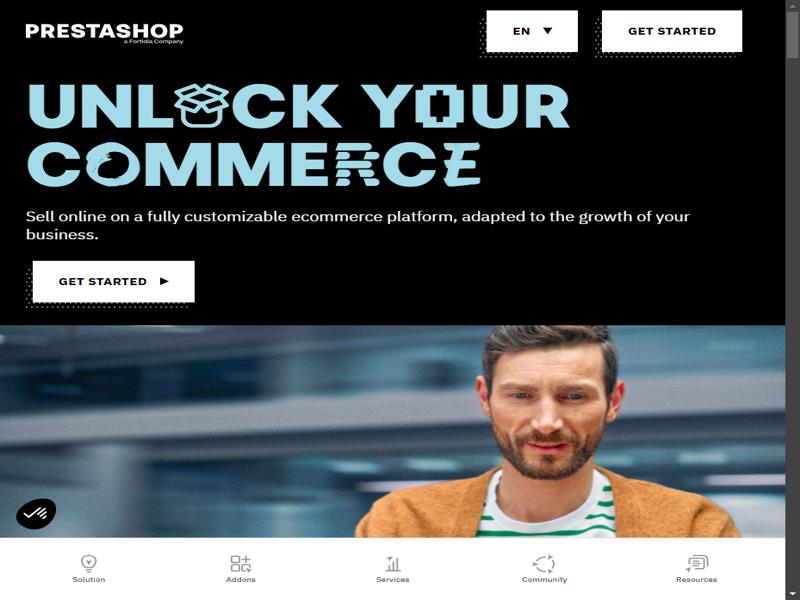 PRESTASHOP
a Fortidia Company
EN
GET STARTED
UNLOCK YOUR
COMMERCE
Sell online on a fully customizable ecommerce platform, adapted to the growth of your
business.
GET STARTED
Solution
Addons
Services
Community
Resources